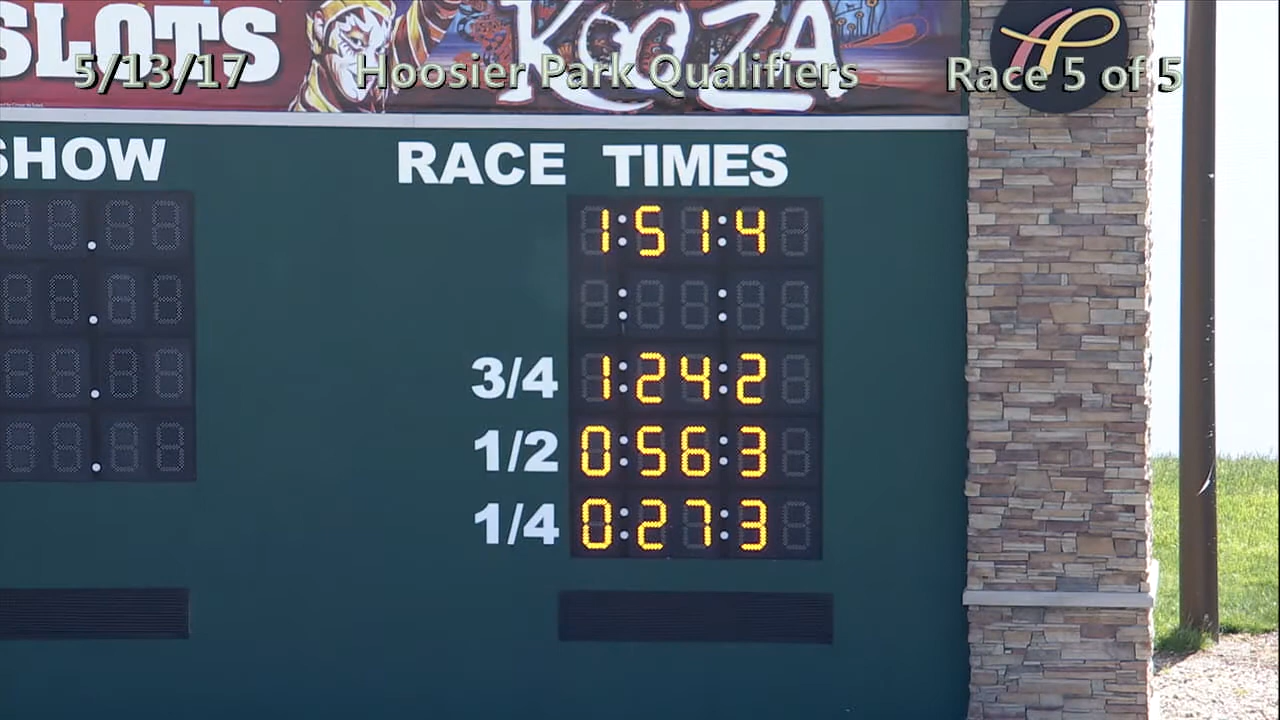 SLOTS KOOZA
5/13/17 Hoosier Park Qualifiers Race 5 of 5
SHOW RACE TIMES
1:51:4
3/4 1:24:2
1/2 0:56:3
1/4 0:27:3